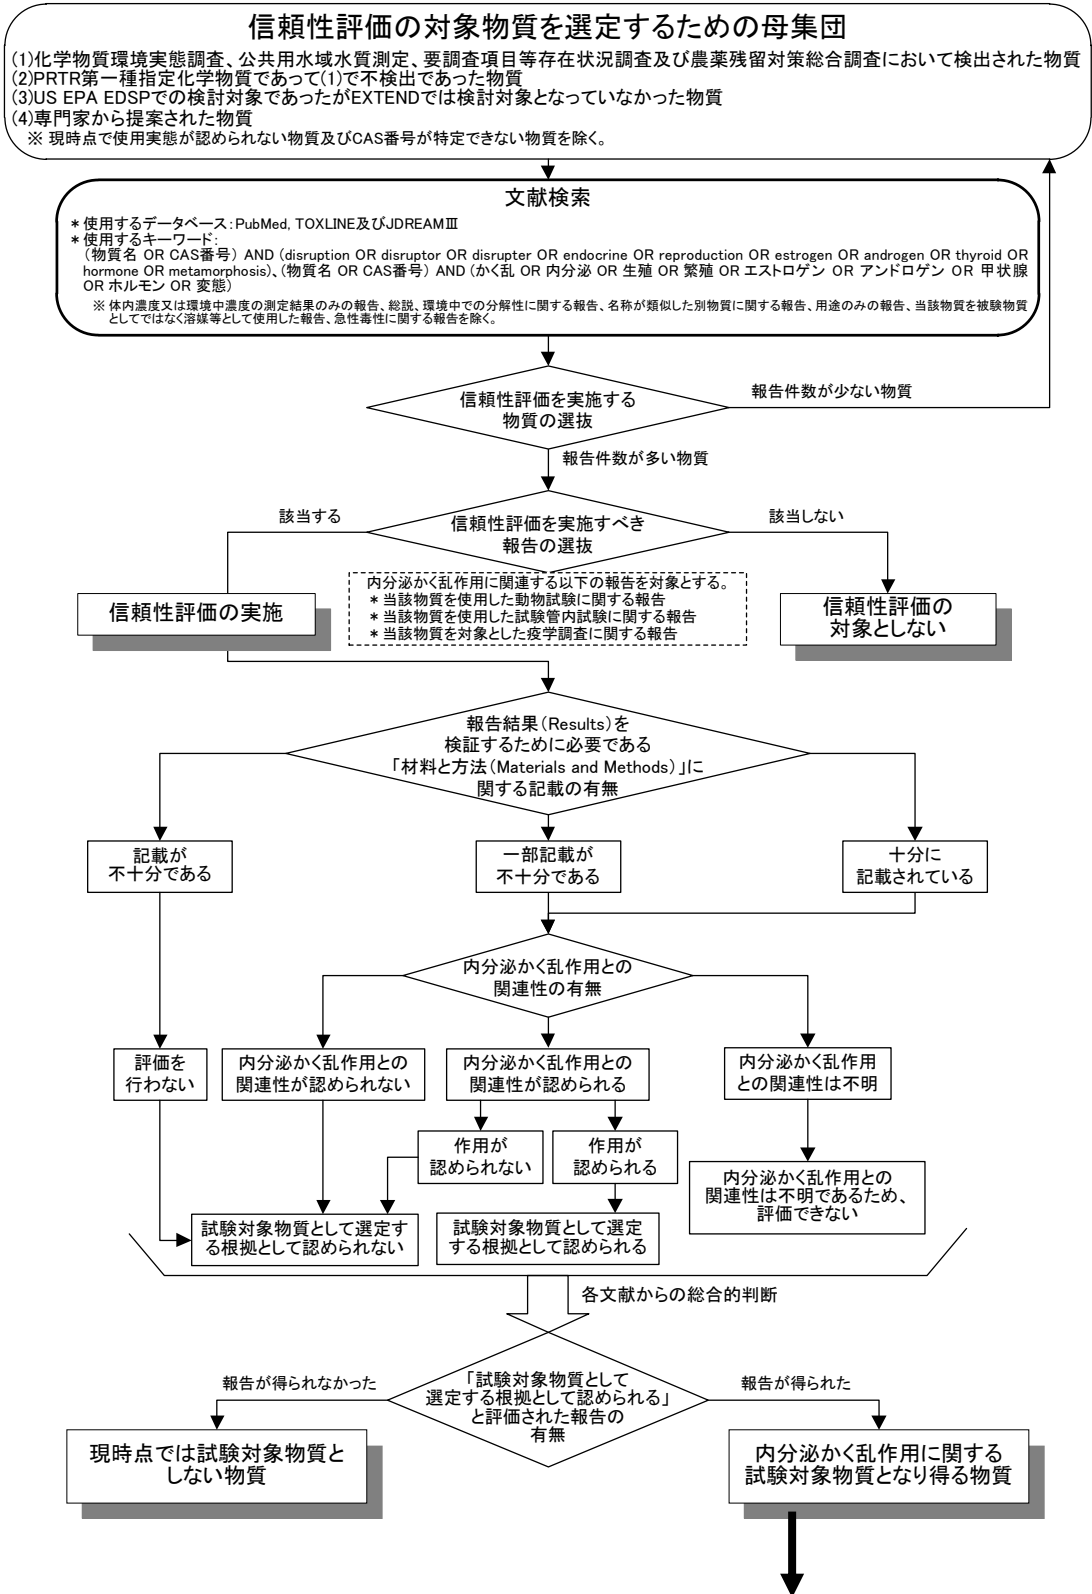 信頼性評価の対象物質を選定するための母集団
(1)化学物質環境実態調査、公共用水域水質測定、要調査項目等存在状況調査及び農薬残留対策総合調査において検出された物質
(2)PRTR第一種指定化学物質であって(1)で不検出であった物質
(3)US EPA EDSPでの検討対象であったがEXTENDでは検討対象となっていなかった物質
(4)専門家から提案された物質
※ 現時点で使用実態が認められない物質及びCAS番号が特定できない物質を除く。
文献検索
* 使用するデータベース:PubMed, TOXLINE及びJDREAMⅢ
* 使用するキーワード:
(物質名 OR CAS番号) AND (disruption OR disruptor OR disrupter OR endocrine OR reproduction OR estrogen OR androgen OR thyroid OR
hormone OR metamorphosis)、(物質名 OR CAS番号) AND (かく乱 OR 内分泌 OR 生殖 OR 繁殖 OR エストロゲン OR アンドロゲン OR 甲状腺
OR ホルモン OR 変態)
※ 体内濃度又は環境中濃度の測定結果のみの報告、総説、環境中での分解性に関する報告、名称が類似した別物質に関する報告、用途のみの報告、当該物質を被験物質
としてではなく溶媒等として使用した報告、急性毒性に関する報告を除く。
信頼性評価を実施する
物質の選抜
報告件数が少ない物質
報告件数が多い物質
該当する
信頼性評価を実施すべき
報告の選抜
該当しない
信頼性評価の実施
内分泌かく乱作用に関連する以下の報告を対象とする。
* 当該物質を使用した動物試験に関する報告
* 当該物質を使用した試験管内試験に関する報告
* 当該物質を対象とした疫学調査に関する報告
信頼性評価の
対象としない
報告結果(Results)を
検証するために必要である
「材料と方法(Materials and Methods)」に
関する記載の有無
記載が
不十分である
一部記載が
不十分である
十分に
記載されている
内分泌かく乱作用との
関連性の有無
評価を
行わない
内分泌かく乱作用との
関連性が認められない
内分泌かく乱作用との
関連性が認められる
内分泌かく乱作用
との関連性は不明
作用が
認められない
作用が
認められる
内分泌かく乱作用との
関連性は不明であるため、
評価できない
試験対象物質として選定す
る根拠として認められない
試験対象物質として選定
する根拠として認められる
各文献からの総合的判断
報告が得られなかった
「試験対象物質として
選定する根拠として認められる」
と評価された報告の
有無
報告が得られた
現時点では試験対象物質と
しない物質
内分泌かく乱作用に関する
試験対象物質となり得る物質